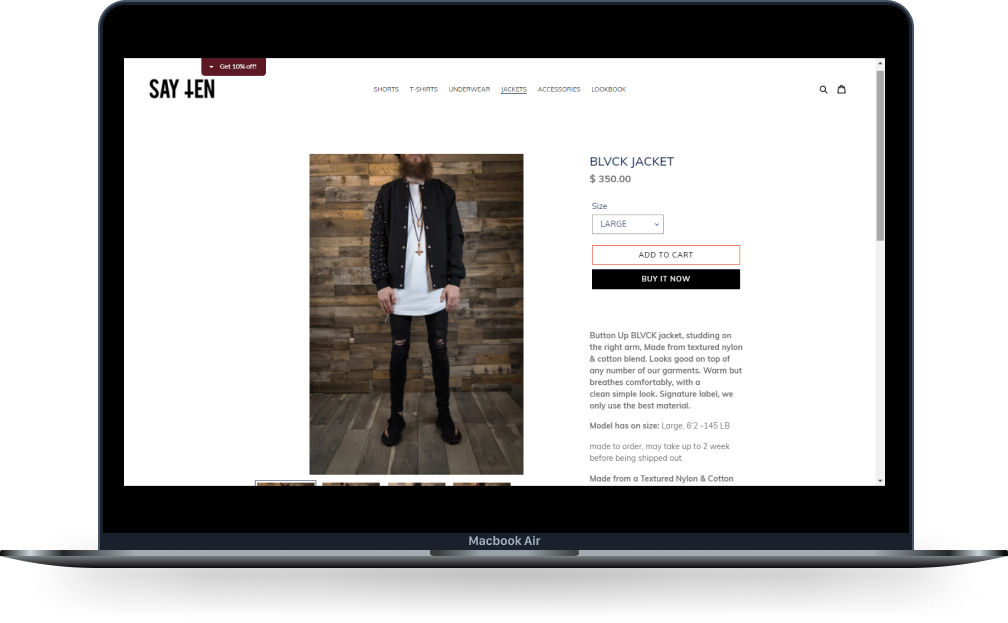 Get 10% off!
SAY TEN
SHORTS T-SHIRTS UNDERWEAR JACKETS ACCESSORIES LOOKBOOK
BLVCK JACKET
$ 350.00
Size
LARGE
ADD TO CART
BUY IT NOW
Button Up BLVCK jacket, studding on
the right arm, Made from textured nylon
& cotton blend. Looks good on top of
any number of our garments. Warm but
breathes comfortably, with a
clean simple look. Signature label, we
only use the best material.
Model has on size: Large, 6'2 -145 LB
made to order, may take up to 2 week
before being shipped out.
Made from a Textured Nylon & Cotton
Macbook Air